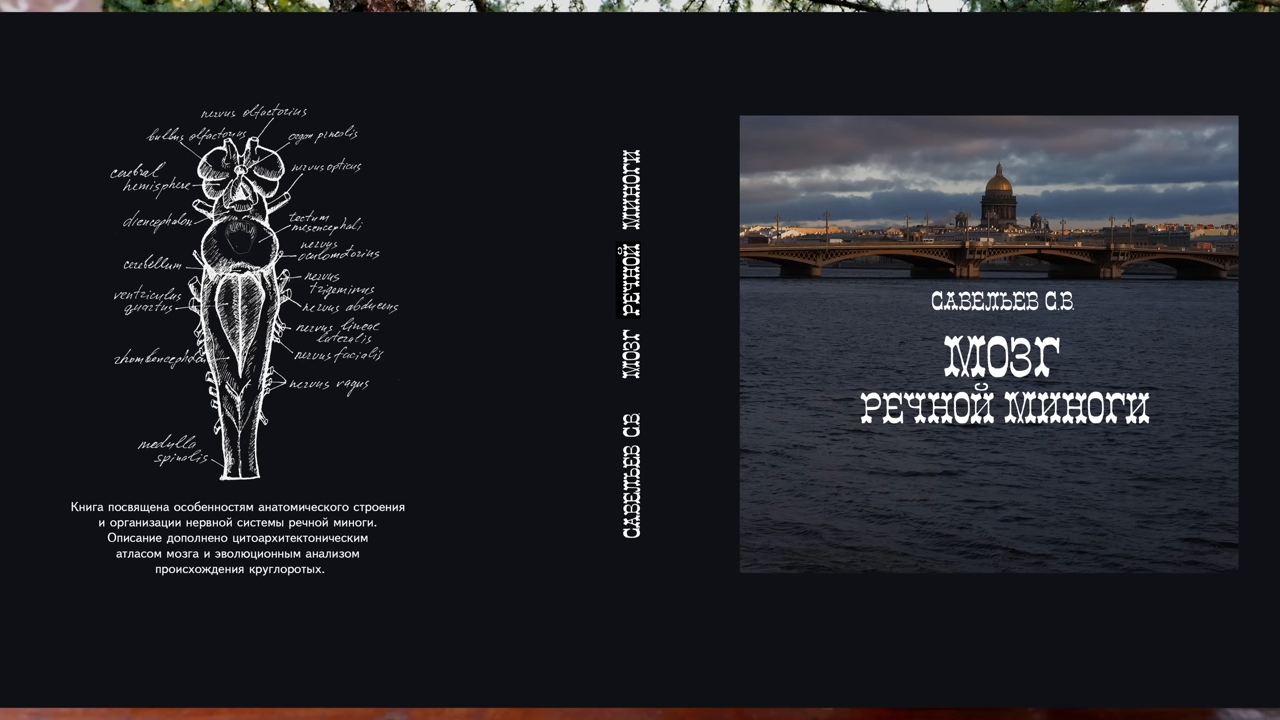 nervus olfactorius
bulbus olfactorius
organ pinealis
cerebral
hemisphere
nervus opticus
diencephalon
tectum
mesencephali
nervus
oculomotorius
cerebellum
nervus
trigeminus
ventriculus
quartus
nervus abducens
nervus lineae
lateralis
rhombencephalon
nervus facialis
nervus vagus
medulla
spinalis
Книга посвящена особенностям анатомического строения
и организации нервной системы речной миноги.
Описание дополнено цитоархитектоническим
атласом мозга и эволюционным анализом
происхождения круглоротых.
САВЕЛЬЕВ С.В. МОЗГ РЕЧНОЙ МИНОГИ
САВЕЛЬЕВ С.В.
МОЗГ
РЕЧНОЙ МИНОГИ